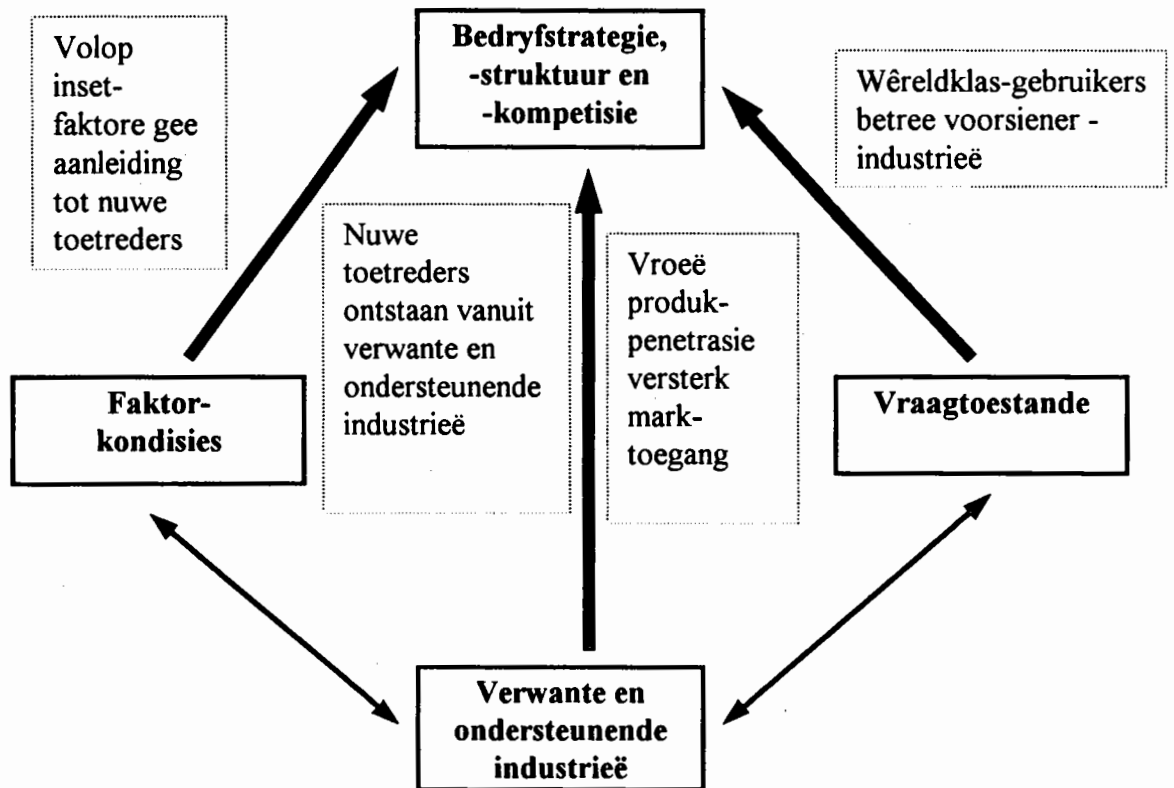 Bedryfstrategie,
-struktuur en
-kompetisie
Volop
inset-
faktore gee
aanleiding
tot nuwe
toetreders
Wêreldklas-gebruikers
betree voorsiener -
industrieë
Nuwe
toetreders
ontstaan vanuit
verwante en
ondersteunende
industrieë
Vroeë
produk-
penetrasie
versterk
mark-
toegang
Faktor-
kondisies
Vraagtoestande
Verwante en
ondersteunende
industrieë